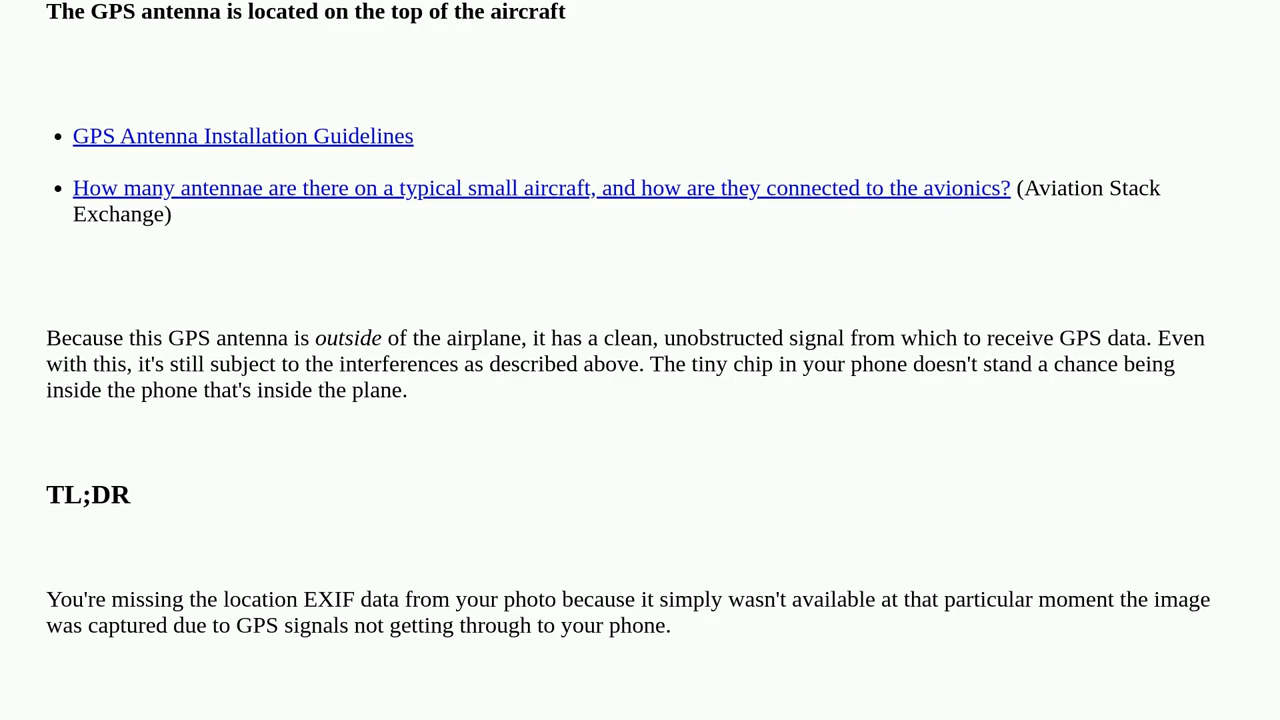 The GPS antenna is located on the top of the aircraft
• GPS Antenna Installation Guidelines
• How many antennae are there on a typical small aircraft, and how are they connected to the avionics? (Aviation Stack
Exchange)
Because this GPS antenna is outside of the airplane, it has a clean, unobstructed signal from which to receive GPS data. Even
with this, it's still subject to the interferences as described above. The tiny chip in your phone doesn't stand a chance being
inside the phone that's inside the plane.
TL;DR
You're missing the location EXIF data from your photo because it simply wasn't available at that particular moment the image
was captured due to GPS signals not getting through to your phone.